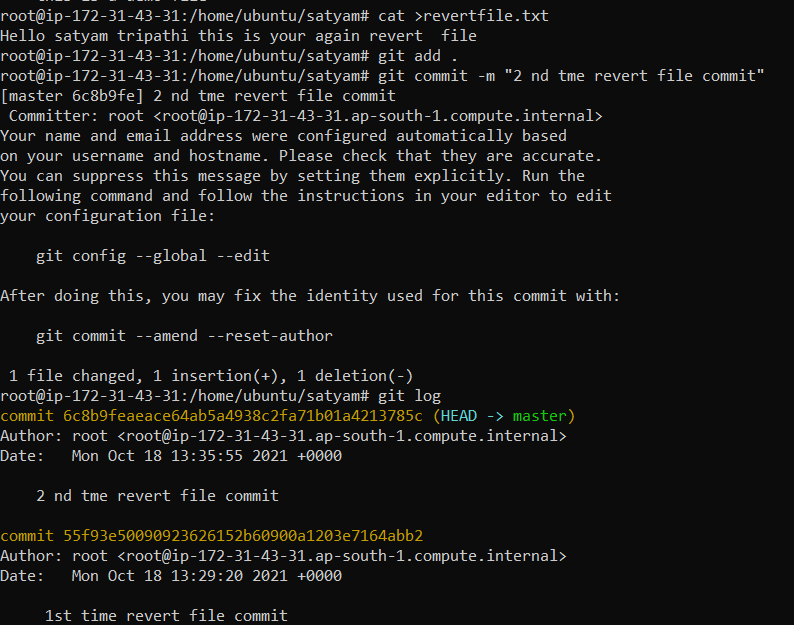 root@ip-172-31-43-31:/home/ubuntu/satyam# cat >revertfile.txt
Hello satyam tripathi this is your again revert  file
root@ip-172-31-43-31:/home/ubuntu/satyam# git add .
root@ip-172-31-43-31:/home/ubuntu/satyam# git commit -m "2 nd tme revert file commit"
[master 6c8b9fe] 2 nd tme revert file commit
 Committer: root <root@ip-172-31-43-31.ap-south-1.compute.internal>
Your name and email address were configured automatically based
on your username and hostname. Please check that they are accurate.
You can suppress this message by setting them explicitly. Run the
following command and follow the instructions in your editor to edit
your configuration file:

    git config --global --edit

After doing this, you may fix the identity used for this commit with:

    git commit --amend --reset-author

 1 file changed, 1 insertion(+), 1 deletion(-)
root@ip-172-31-43-31:/home/ubuntu/satyam# git log
commit 6c8b9feaeace64ab5a4938c2fa71b01a4213785c (HEAD -> master)
Author: root <root@ip-172-31-43-31.ap-south-1.compute.internal>
Date:   Mon Oct 18 13:35:55 2021 +0000

    2 nd tme revert file commit

commit 55f93e50090923626152b60900a1203e7164abb2
Author: root <root@ip-172-31-43-31.ap-south-1.compute.internal>
Date:   Mon Oct 18 13:29:20 2021 +0000

     1st time revert file commit